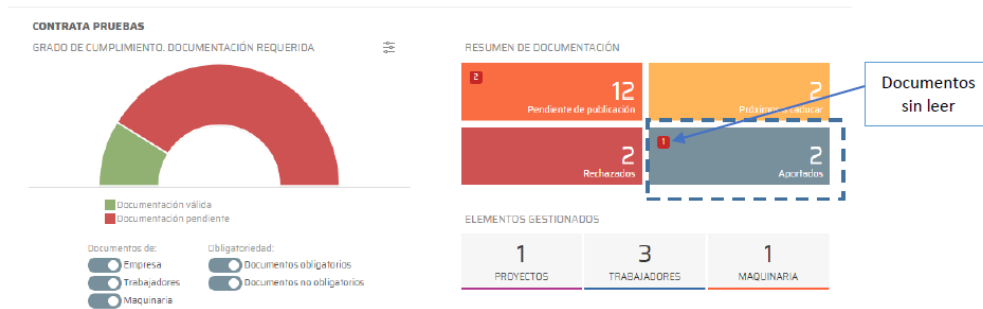 CONTRATA PRUEBAS
GRADO DE CUMPLIMIENTO. DOCUMENTACIÓN REQUERIDA
Documentación válida
Documentación pendiente
Documentos de:
Empresa
Trabajadores
Maquinaria
Obligatoriedad:
Documentos obligatorios
Documentos no obligatorios
RESUMEN DE DOCUMENTACIÓN
2
12
Pendiente de publicación
2
Próximos a caducar
2
Rechazados
1
2
Aportados
Documentos
sin leer
ELEMENTOS GESTIONADOS
1
PROYECTOS
3
TRABAJADORES
1
MAQUINARIA